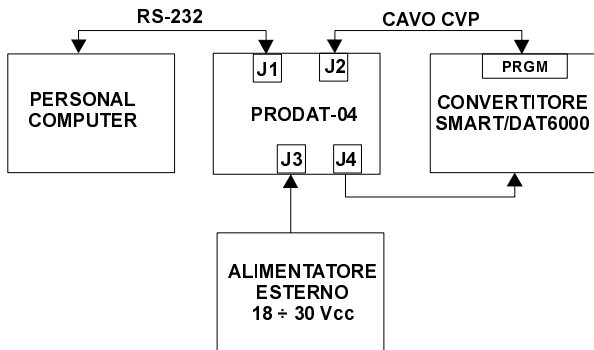 RS-232
CAVO CVP
J1
J2
PRGM
PERSONAL
COMPUTER
PRODAT-04
CONVERTITORE
SMART/DAT6000
J3
J4
ALIMENTATORE
ESTERNO
18 ÷ 30 Vcc